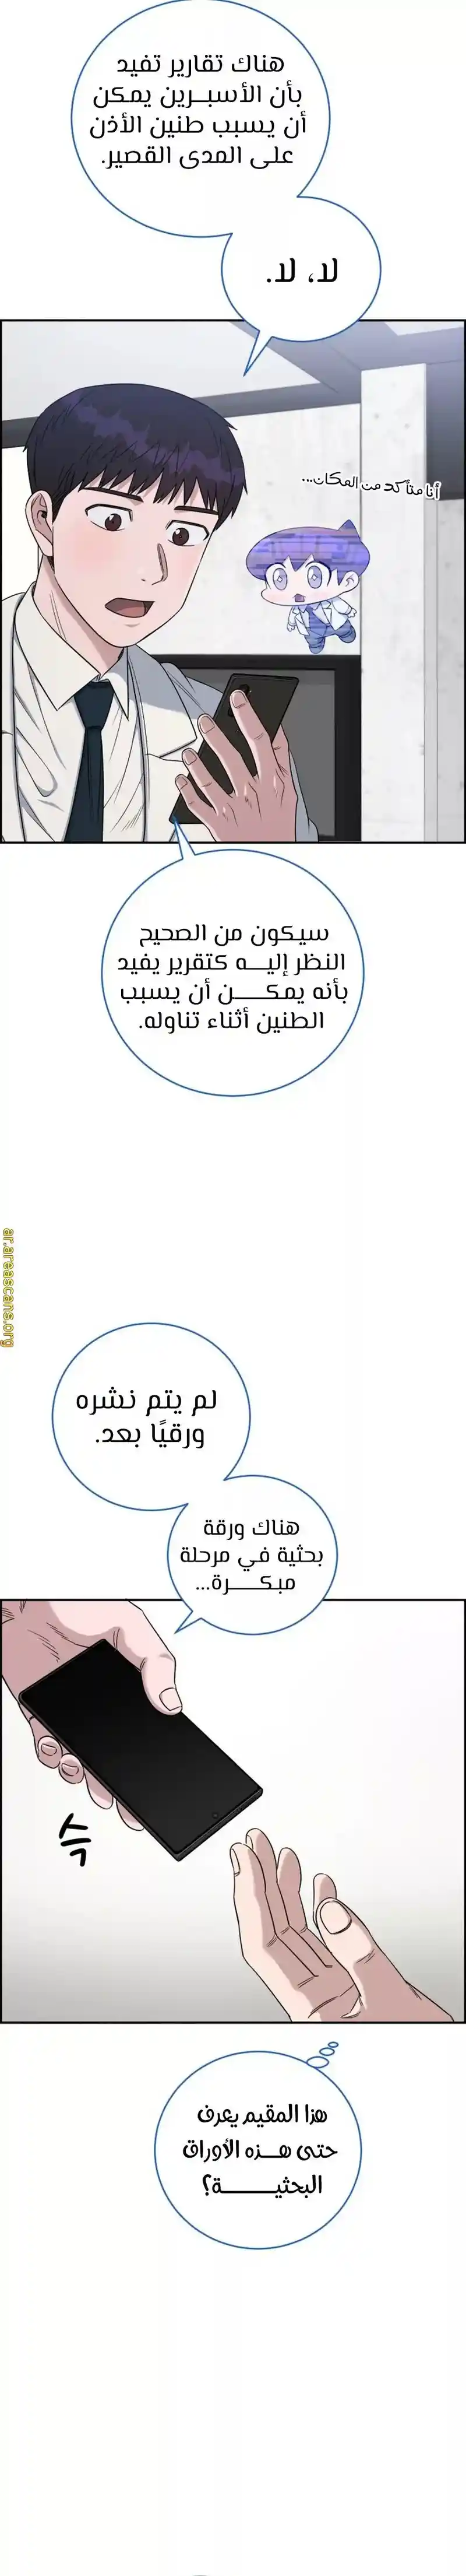 هناك تقارير تفيد
بأن الأسبرين يمكن
أن يسبب طنين الأذن
على المدى القصير.
لا، لا.
أنا متأكد من المكان...
سيكون من الصحيح
النظر إليه كتقرير يفيد
بأنه يمكن أن يسبب
الطنين أثناء تناوله.
ar.areascans.org
لم يتم نشره
ورقيًا بعد.
هناك ورقة
بحثية في مرحلة
مبكرة...
슥
هذا المقيم يعرف
حتى هذه الأوراق
البحثية؟